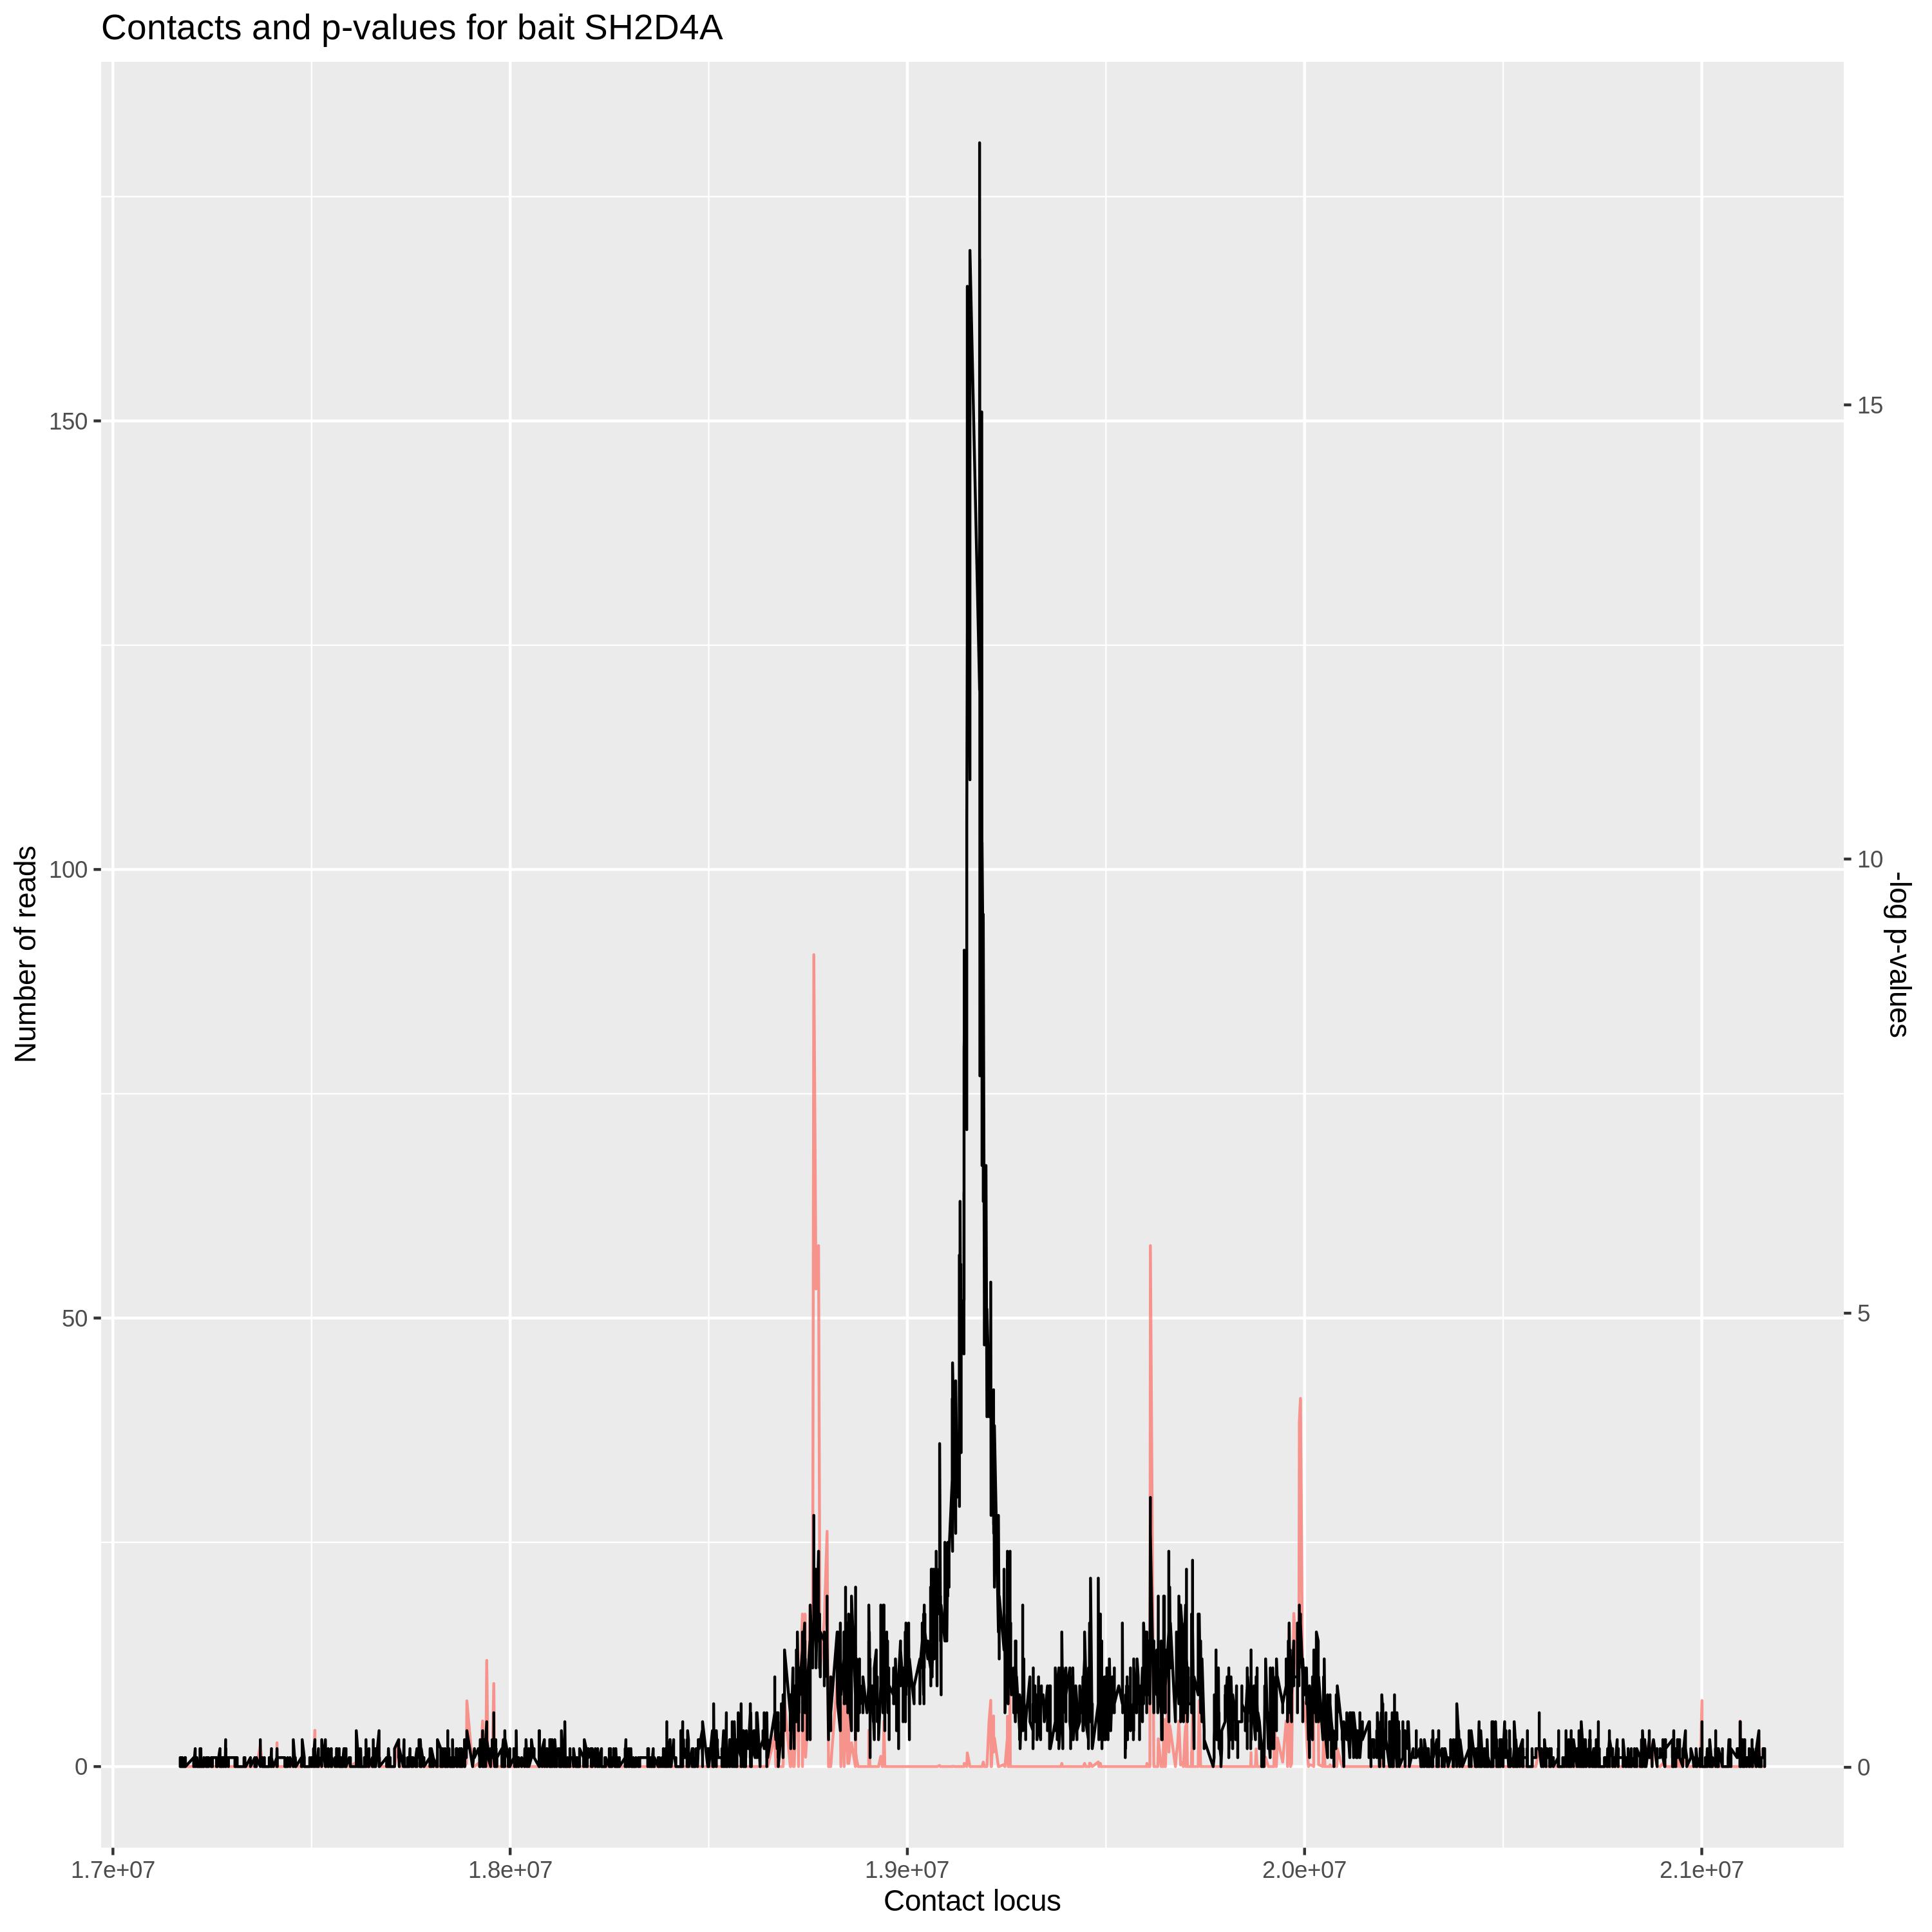 Contacts and p-values for bait SH2D4A
150
100
50
0
Number of reads
15
10
5
0
-log p-values
1.7e+07 1.8e+07 1.9e+07 2.0e+07 2.1e+07
Contact locus